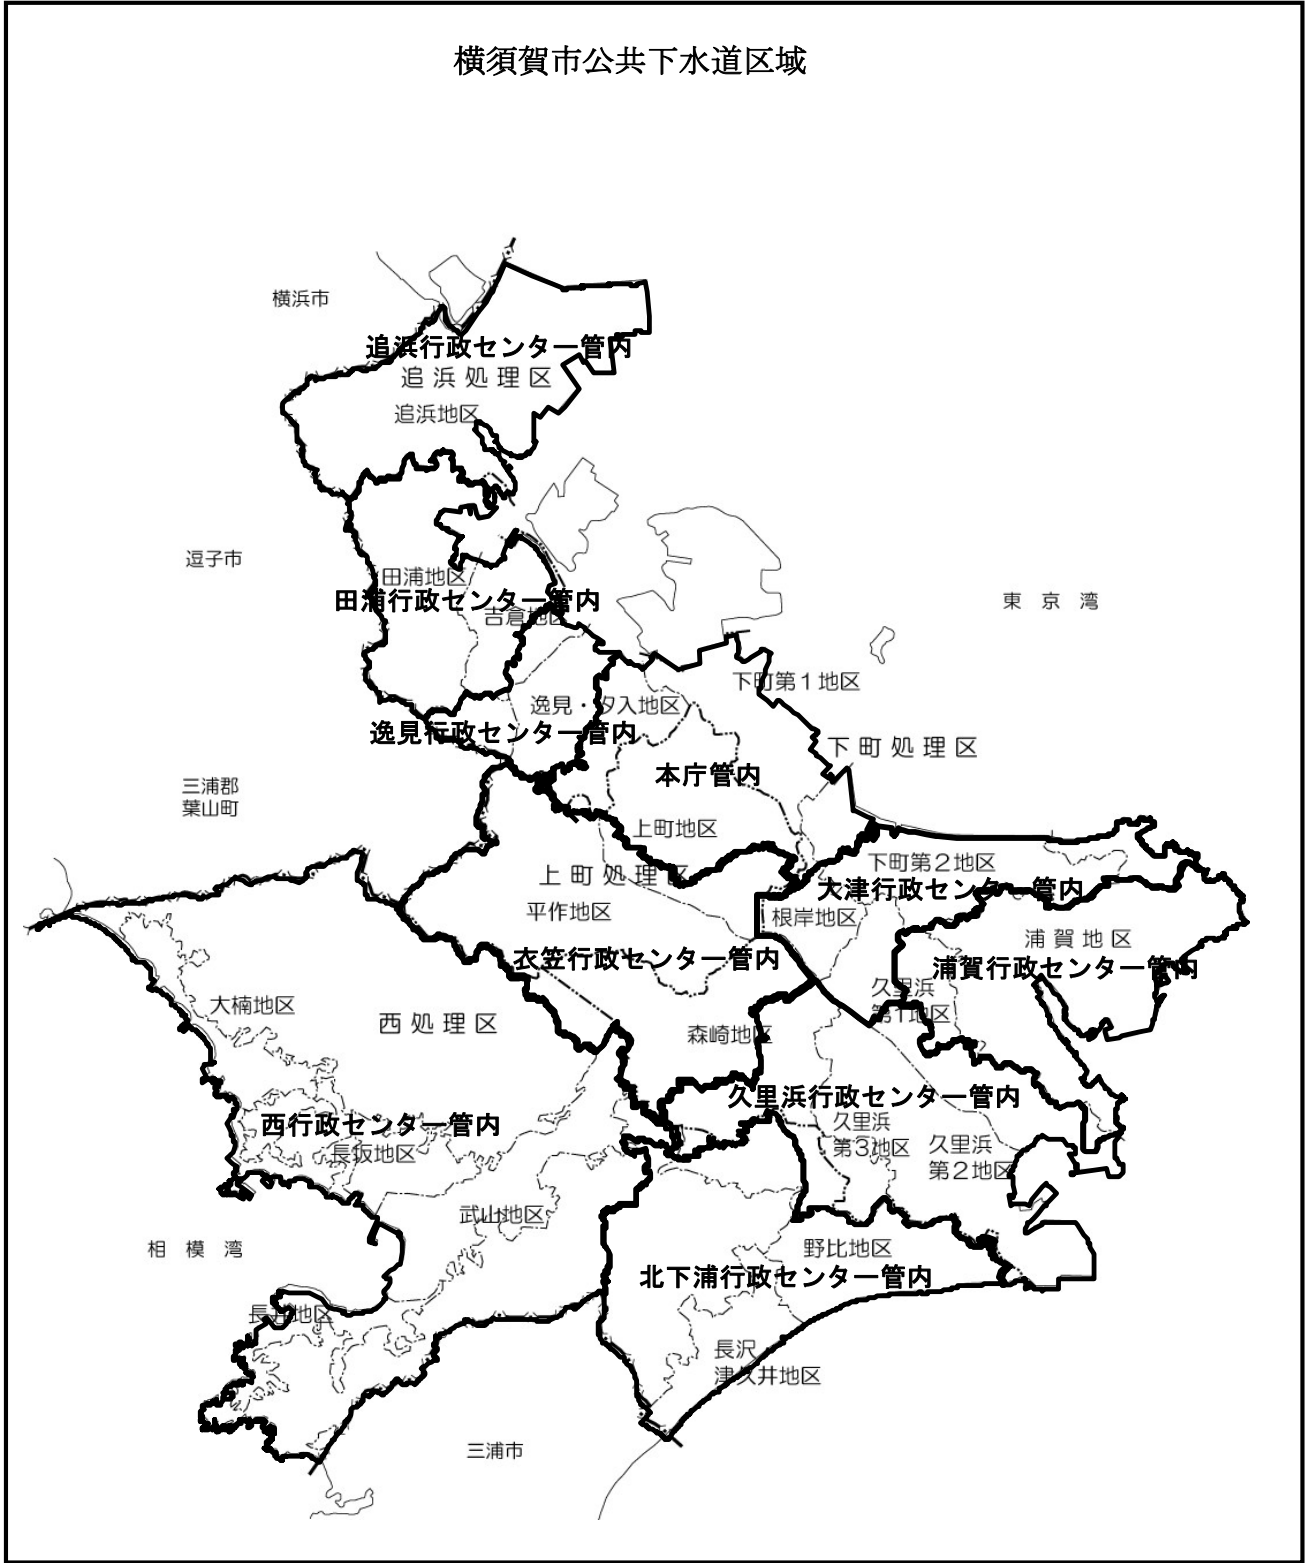 横須賀市公共下水道区域
横浜市
追浜行政センター管内
追浜処理区
追浜地区
逗子市
田浦地区
田浦行政センター管内
吉倉地区
東京湾
下町第1地区
逸見・汐入地区
逸見行政センター管内
下町処理区
本庁管内
三浦郡
葉山町
上町地区
下町第2地区
上町処理区
大津行政センター管内
平作地区
根岸地区
浦賀地区
衣笠行政センター管内
浦賀行政センター管内
久里浜
第1地区
大楠地区
西処理区
森崎地区
久里浜行政センター管内
西行政センター管内
久里浜
第3地区
久里浜
第2地区
長坂地区
武山地区
相模湾
野比地区
北下浦行政センター管内
長井地区
長沢
津久井地区
三浦市